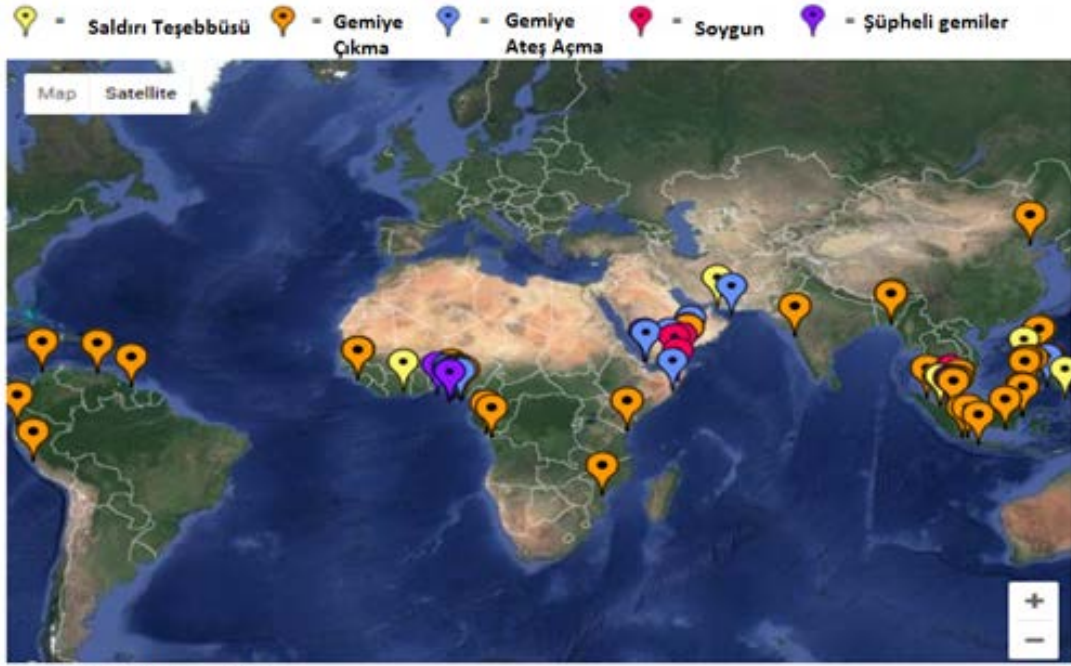 = Saldırı Teşebbüsü = Gemiye Çıkma = Gemiye Ateş Açma = Soygun = Şüpheli gemiler
Map Satellite
+
−